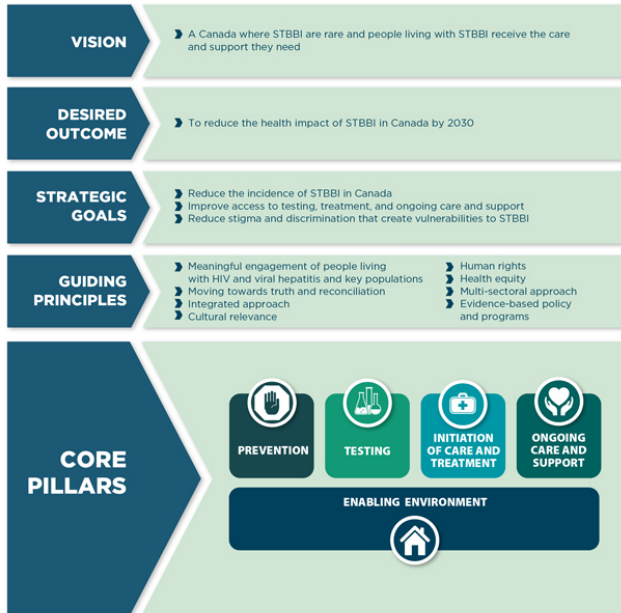 VISION
A Canada where STBBI are rare and people living with STBBI receive the care
and support they need
DESIRED
OUTCOME
To reduce the health impact of STBBI in Canada by 2030
STRATEGIC
GOALS
Reduce the incidence of STBBI in Canada
Improve access to testing, treatment, and ongoing care and support
Reduce stigma and discrimination that create vulnerabilities to STBBI
GUIDING
PRINCIPLES
Meaningful engagement of people living
with HIV and viral hepatitis and key populations
Moving towards truth and reconciliation
Integrated approach
Cultural relevance
Human rights
Health equity
Multi-sectoral approach
Evidence-based policy
and programs
CORE
PILLARS
PREVENTION
TESTING
INITIATION
OF CARE AND
TREATMENT
ONGOING
CARE AND
SUPPORT
ENABLING ENVIRONMENT